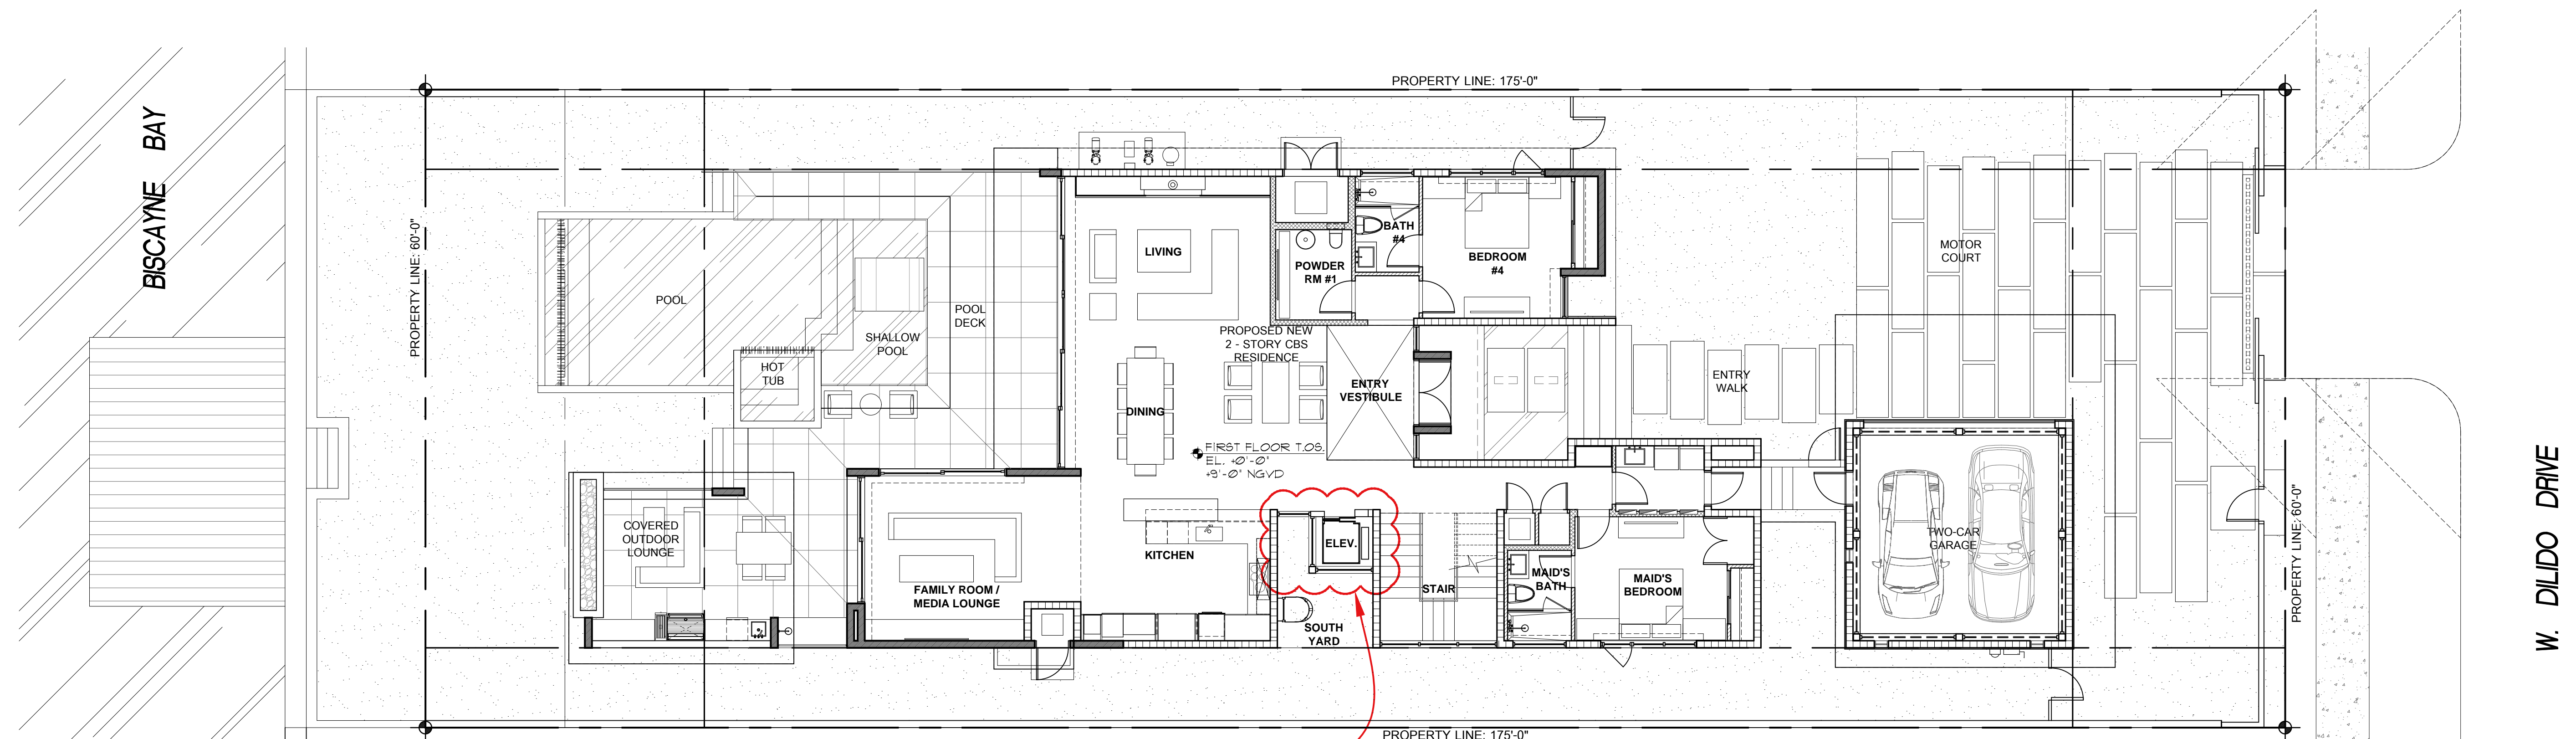 PROPERTY LINE: 175'-0"
BISCAYNE BAY
PROPERTY LINE: 60'-0"
POOL
HOT
TUB
SHALLOW
POOL
POOL
DECK
LIVING
DINING
POWDER
RM #1
BATH
#4
BEDROOM
#4
PROPOSED NEW
2 - STORY CBS
RESIDENCE
ENTRY
VESTIBULE
ENTRY
WALK
MOTOR
COURT
FIRST FLOOR T.O.S.
EL. +0'-0"
+9'-0" NGVD
COVERED
OUTDOOR
LOUNGE
FAMILY ROOM /
MEDIA LOUNGE
KITCHEN
ELEV.
SOUTH
YARD
STAIR
MAID'S
BATH
MAID'S
BEDROOM
TWO-CAR
GARAGE
PROPERTY LINE: 60'-0"
W. DILIDO DRIVE
PROPERTY LINE: 175'-0"